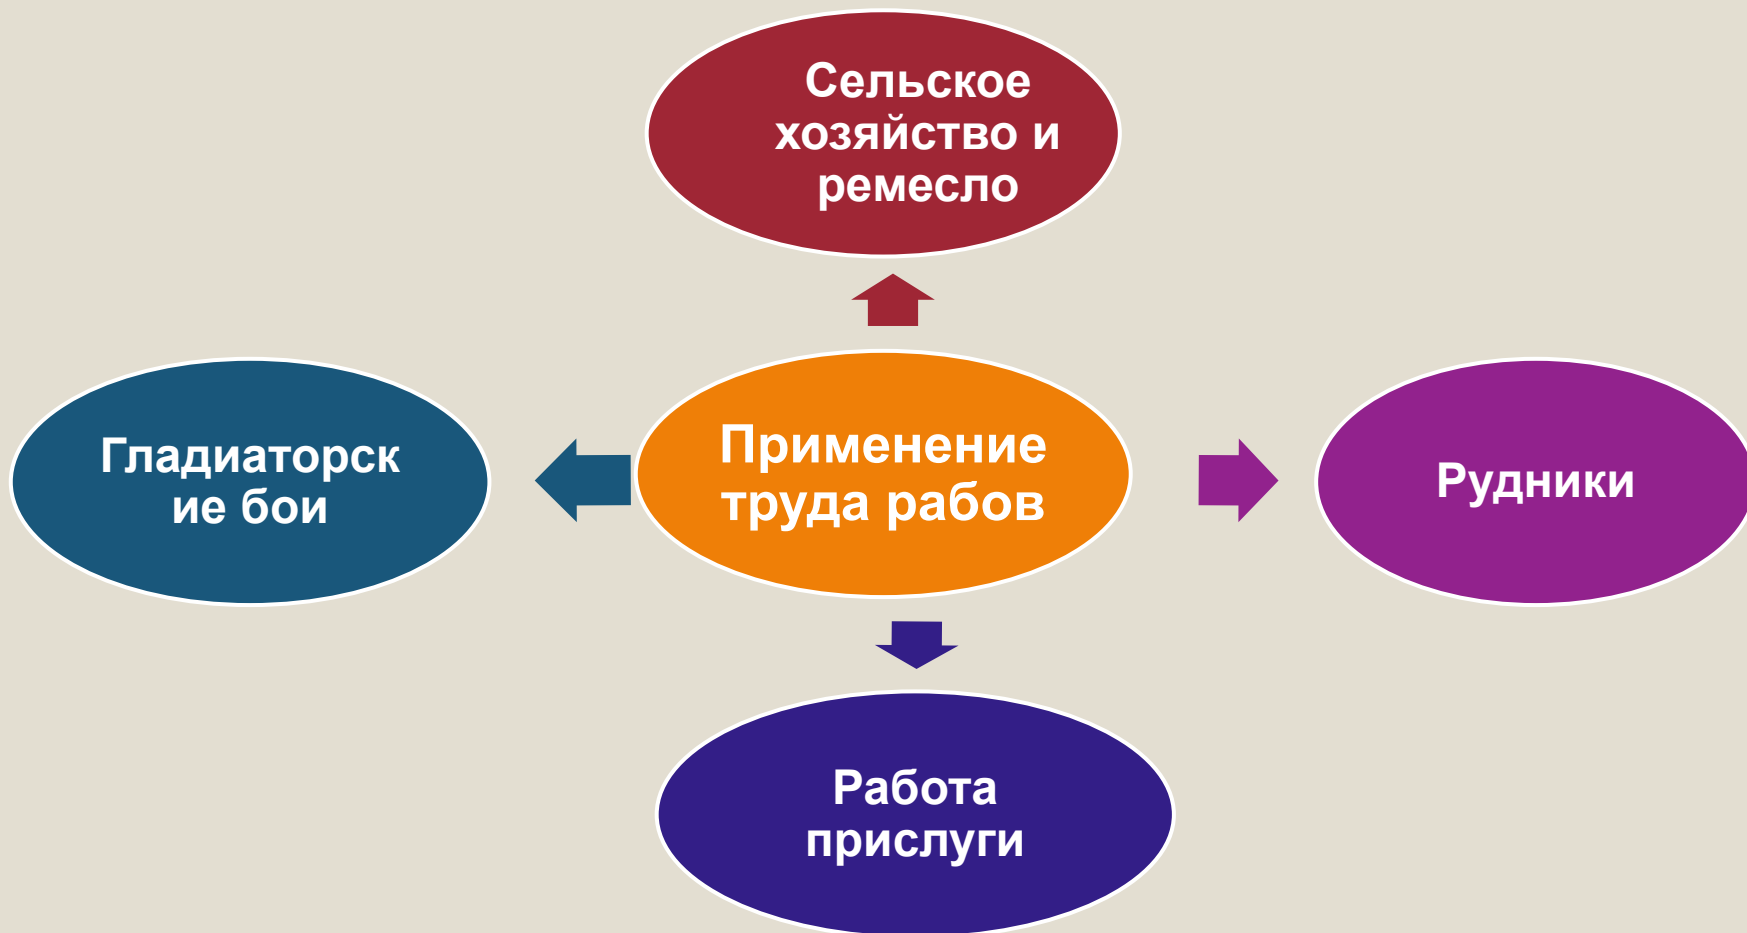 Сельское
хозяйство и
ремесло
Гладиаторск
ие бои
Применение
труда рабов
Рудники
Работа
прислуги